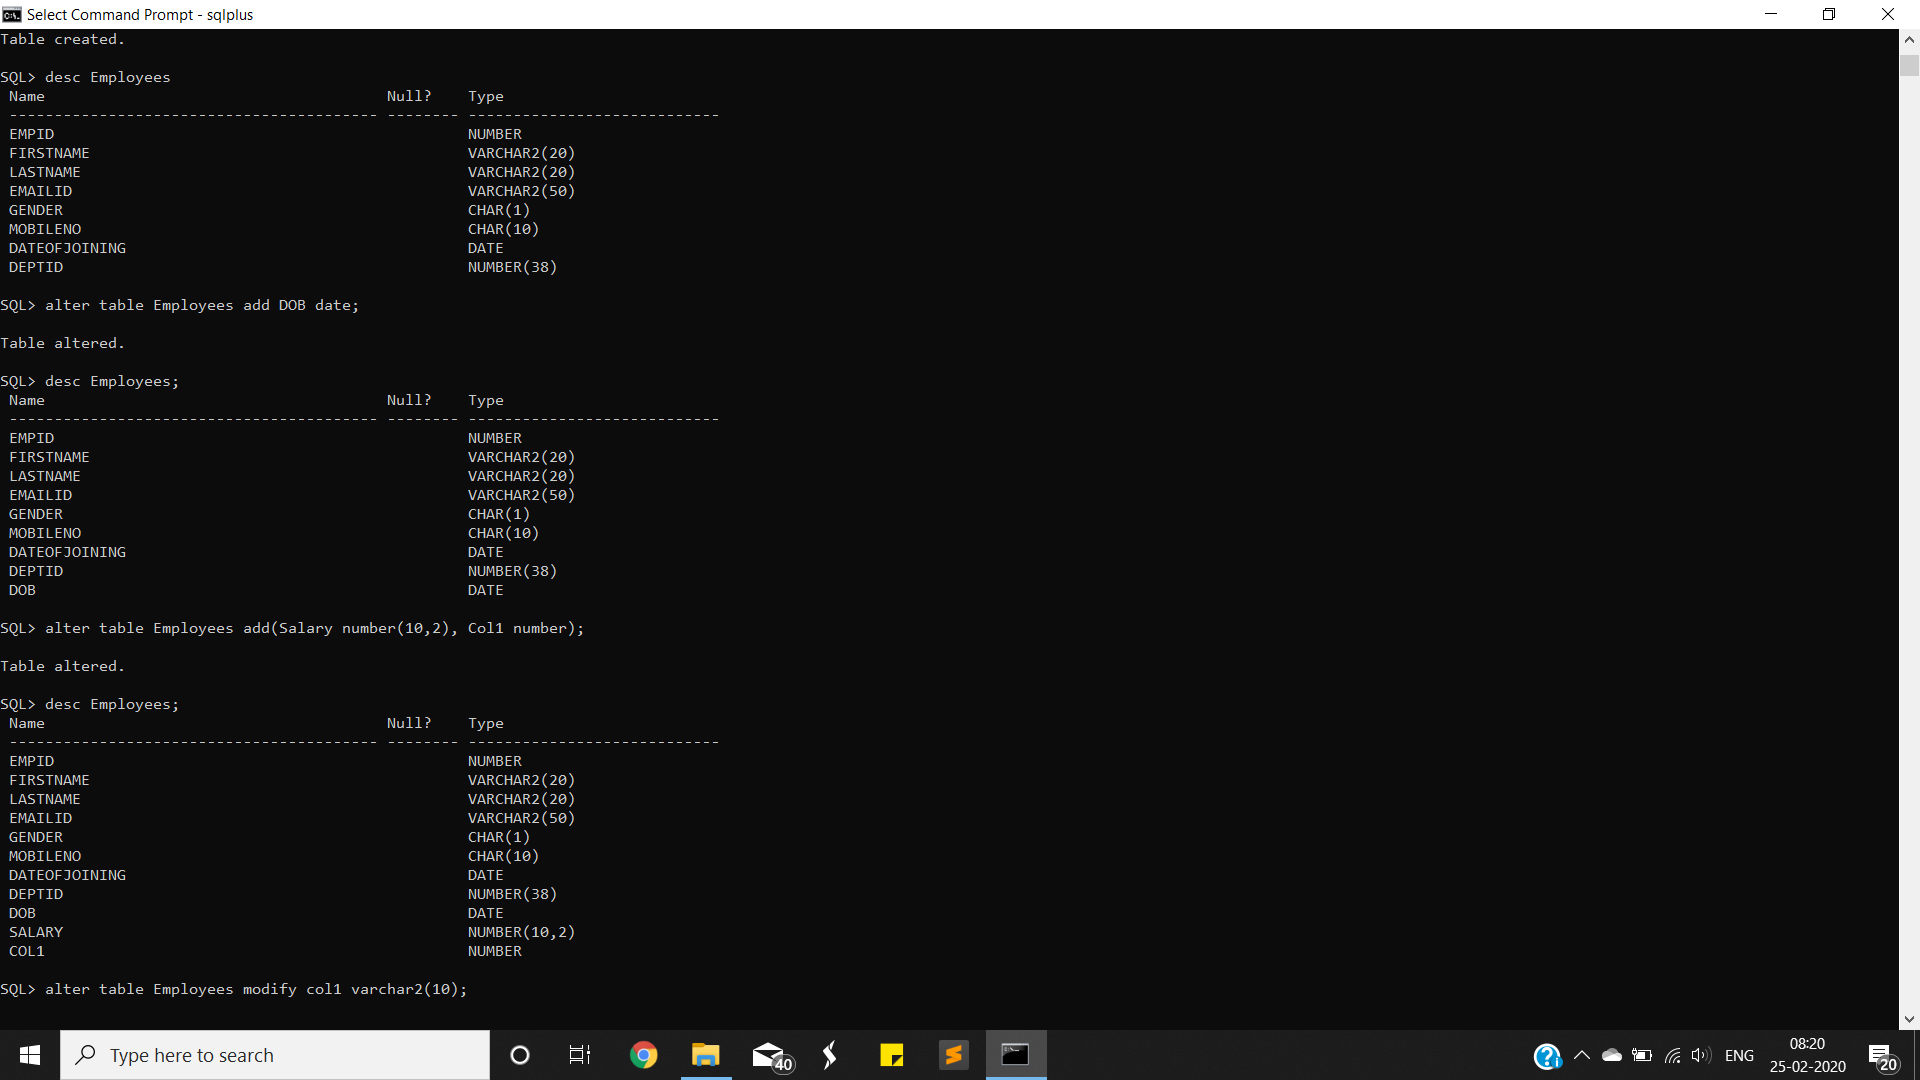 Select Command Prompt - sqlplus
Table created.
SQL> desc Employees
Name Null? Type
----------------------------------------- -------- ----------------------------
EMPID NUMBER
FIRSTNAME VARCHAR2(20)
LASTNAME VARCHAR2(20)
EMAILID VARCHAR2(50)
GENDER CHAR(1)
MOBILENO CHAR(10)
DATEOFJOINING DATE
DEPTID NUMBER(38)
SQL> alter table Employees add DOB date;
Table altered.
SQL> desc Employees;
Name Null? Type
----------------------------------------- -------- ----------------------------
EMPID NUMBER
FIRSTNAME VARCHAR2(20)
LASTNAME VARCHAR2(20)
EMAILID VARCHAR2(50)
GENDER CHAR(1)
MOBILENO CHAR(10)
DATEOFJOINING DATE
DEPTID NUMBER(38)
DOB DATE
SQL> alter table Employees add(Salary number(10,2), Col1 number);
Table altered.
SQL> desc Employees;
Name Null? Type
----------------------------------------- -------- ----------------------------
EMPID NUMBER
FIRSTNAME VARCHAR2(20)
LASTNAME VARCHAR2(20)
EMAILID VARCHAR2(50)
GENDER CHAR(1)
MOBILENO CHAR(10)
DATEOFJOINING DATE
DEPTID NUMBER(38)
DOB DATE
SALARY NUMBER(10,2)
COL1 NUMBER
SQL> alter table Employees modify col1 varchar2(10);
Type here to search
40
ENG
08:20
25-02-2020
20